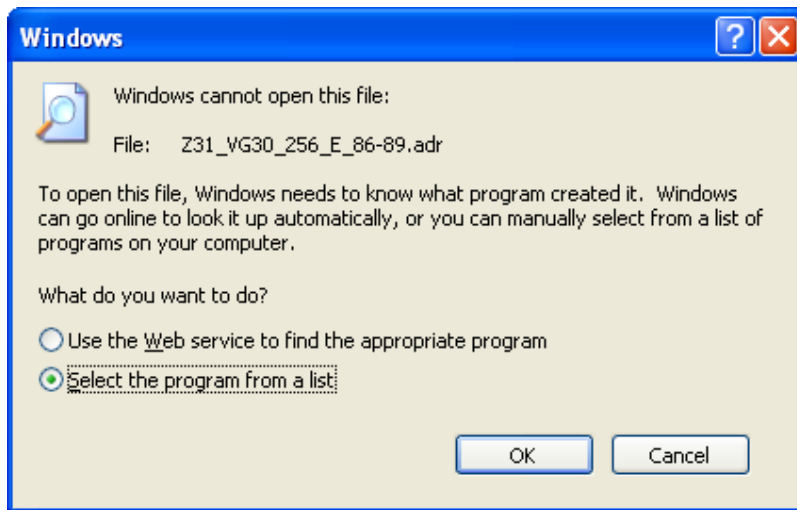 Windows
Windows cannot open this file:
File: Z31_VG30_256_E_86-89.adr
To open this file, Windows needs to know what program created it. Windows
can go online to look it up automatically, or you can manually select from a list of
programs on your computer.
What do you want to do?
Use the Web service to find the appropriate program
Select the program from a list
OK Cancel